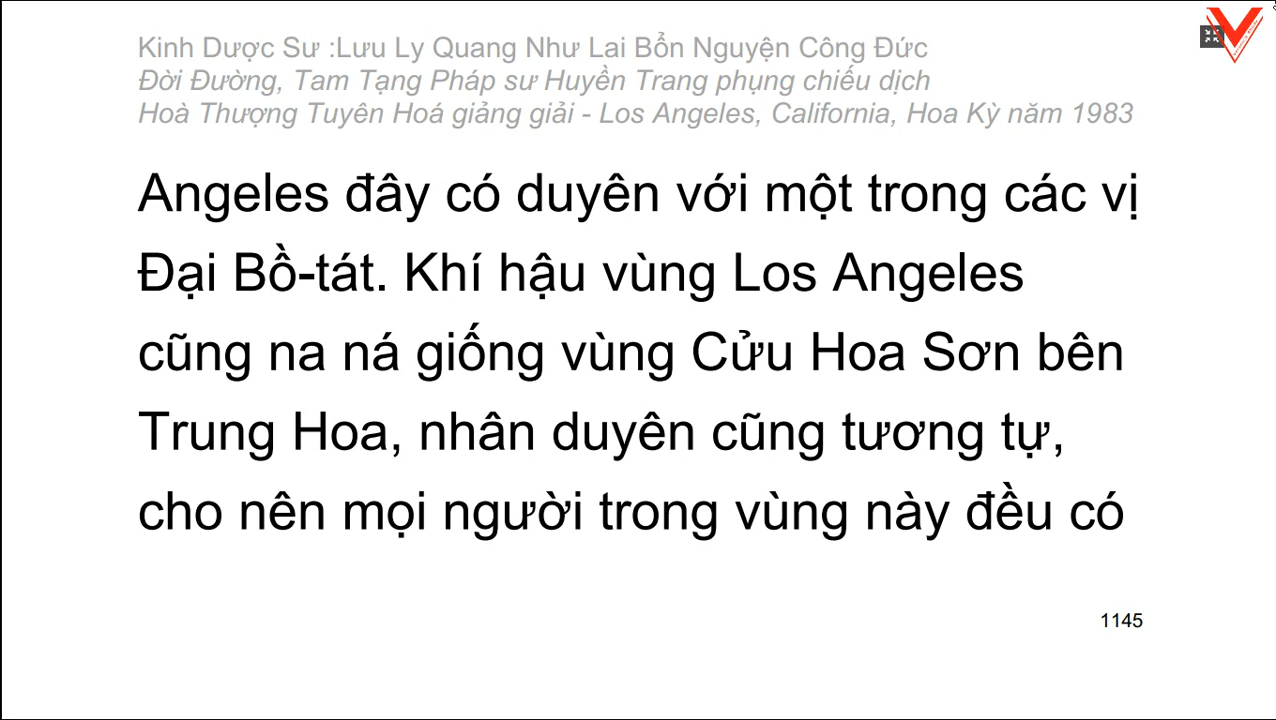 Kinh Dược Sư :Lưu Ly Quang Như Lai Bổn Nguyện Công Đức
Đời Đường, Tam Tạng Pháp sư Huyền Trang phụng chiếu dịch
Hoà Thượng Tuyên Hoá giảng giải - Los Angeles, California, Hoa Kỳ năm 1983
Angeles đây có duyên với một trong các vị
Đại Bồ-tát. Khí hậu vùng Los Angeles
cũng na ná giống vùng Cửu Hoa Sơn bên
Trung Hoa, nhân duyên cũng tương tự,
cho nên mọi người trong vùng này đều có
1145